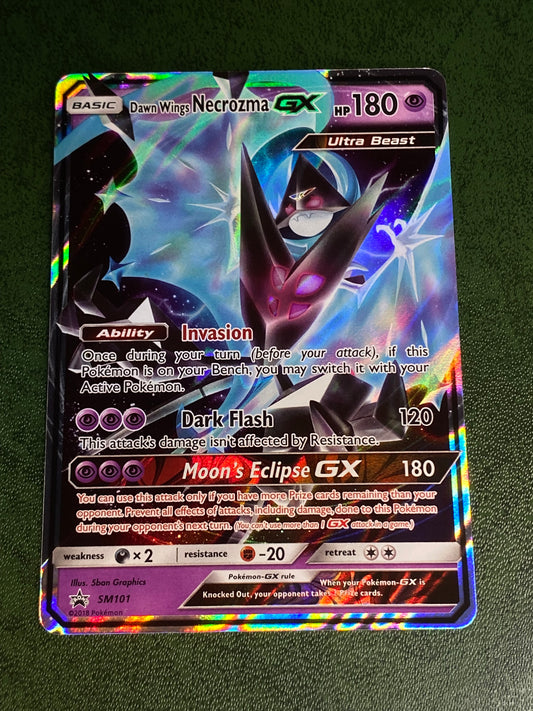 BASIC Dawn Wings Necrozma GX HP 180
Ultra Beast
Ability Invasion
Once during your turn (before your attack), if this
Pokémon is on your Bench, you may switch it with your
Active Pokémon.
Dark Flash 120
This attack's damage isn't affected by Resistance.
Moon's Eclipse GX 180
You can use this attack only if you have more Prize cards remaining than your
opponent. Prevent all effects of attacks, including damage, done to this Pokémon
during your opponent's next turn. (You can't use more than 1 GX attack in a game.)
weakness ×2 resistance -20 retreat
Illus. 5ban Graphics
Pokémon-GX rule
When your Pokémon-GX is
Knocked Out, your opponent takes 2 Prize cards.
SM101
©2018 Pokémon